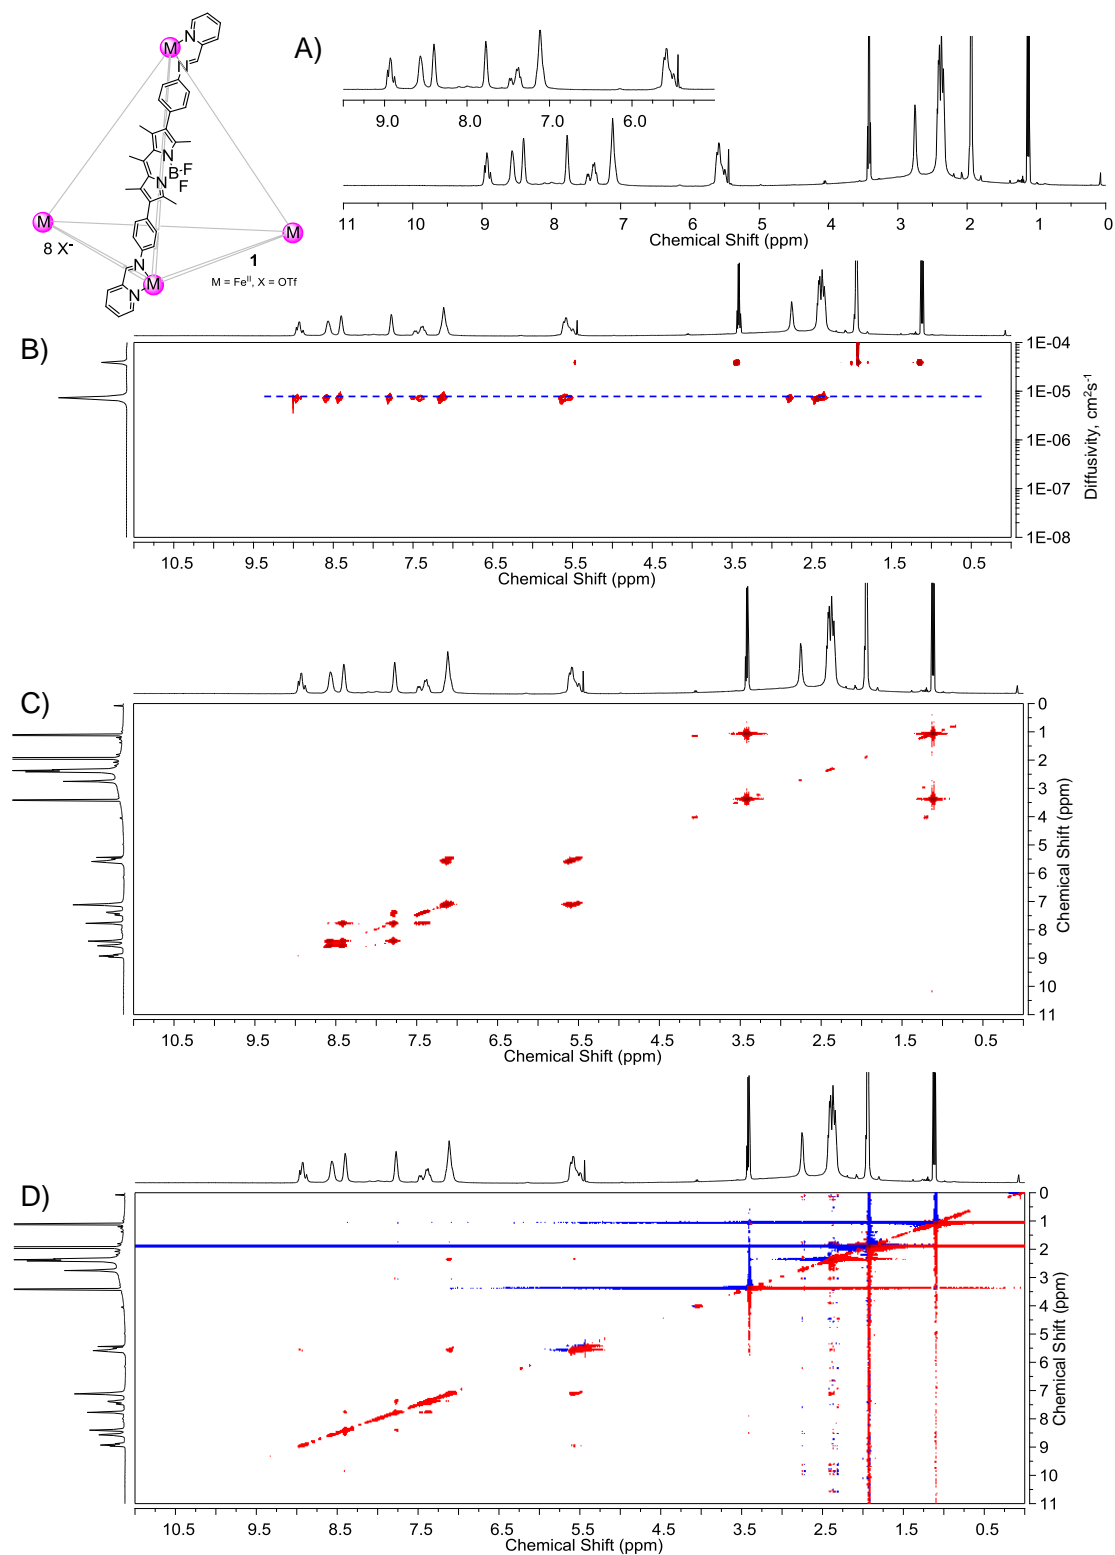 A)
M
N
N
N
B-F
F
N
M
M
8 X-
1
M = FeII, X = OTf
N
N
M
9.0 8.0 7.0 6.0
11 10 9 8 7 6 5 4 3 2 1 0
Chemical Shift (ppm)
B)
1E-04
1E-05
1E-06
1E-07
1E-08
Diffusivity, cm2s-1
10.5 9.5 8.5 7.5 6.5 5.5 4.5 3.5 2.5 1.5 0.5
Chemical Shift (ppm)
C)
0
1
2
3
4
5
6
7
8
9
10
11
Chemical Shift (ppm)
10.5 9.5 8.5 7.5 6.5 5.5 4.5 3.5 2.5 1.5 0.5
Chemical Shift (ppm)
D)
0
1
2
3
4
5
6
7
8
9
10
11
Chemical Shift (ppm)
10.5 9.5 8.5 7.5 6.5 5.5 4.5 3.5 2.5 1.5 0.5
Chemical Shift (ppm)